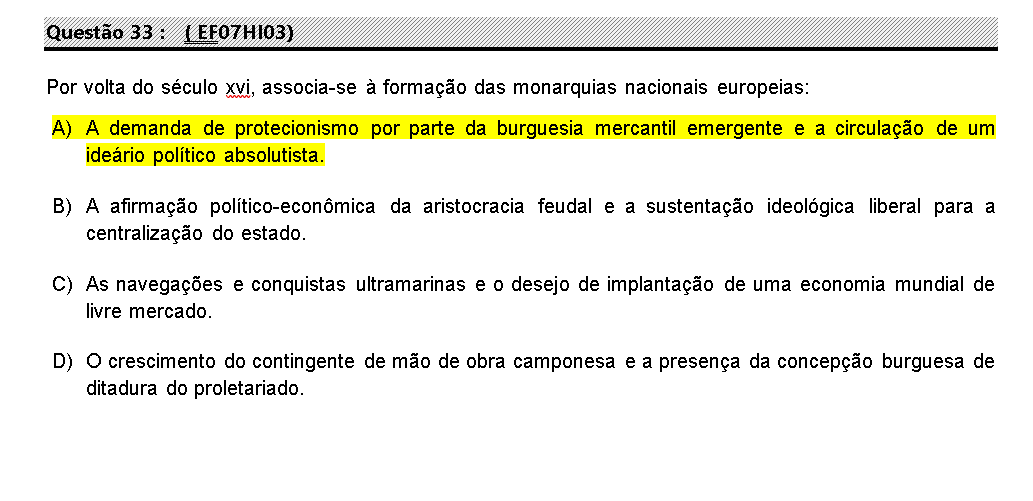 Questão 33 : ( EF07HI03)
Por volta do século xvi, associa-se à formação das monarquias nacionais europeias:
A) A demanda de protecionismo por parte da burguesia mercantil emergente e a circulação de um
ideário político absolutista.
B) A afirmação político-econômica da aristocracia feudal e a sustentação ideológica liberal para a
centralização do estado.
C) As navegações e conquistas ultramarinas e o desejo de implantação de uma economia mundial de
livre mercado.
D) O crescimento do contingente de mão de obra camponesa e a presença da concepção burguesa de
ditadura do proletariado.